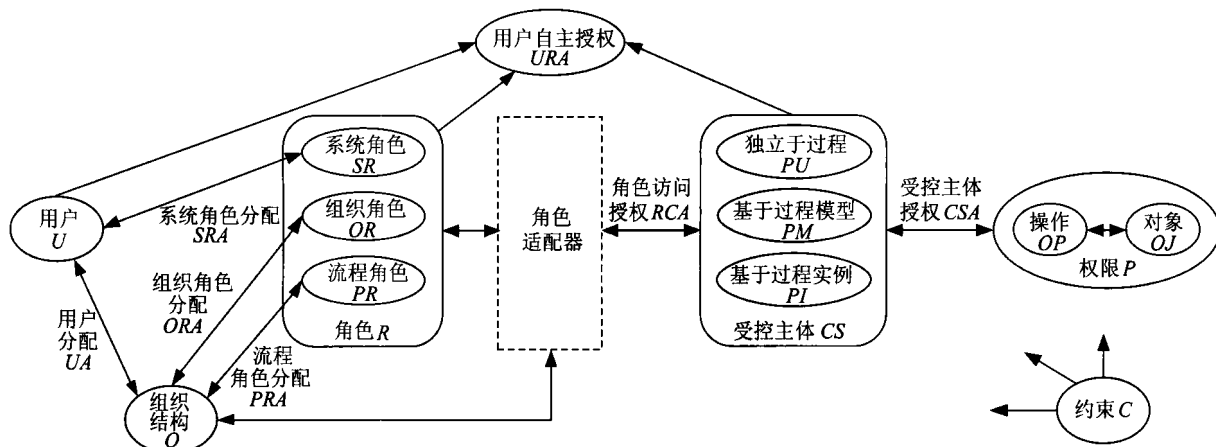 用户自主授权
URA
系统角色
SR
组织角色
OR
流程角色
PR
角色R
用户
U
系统角色分配
SRA
组织角色
分配
ORA
用户
分配
UA
流程
角色分配
PRA
组织
结构
O
角色
适配器
角色访问
授权RCA
独立于过程
PU
基于过程模型
PM
基于过程实例
PI
受控主体 CS
受控主体
授权CSA
操作
OP
对象
OJ
权限P
约束C